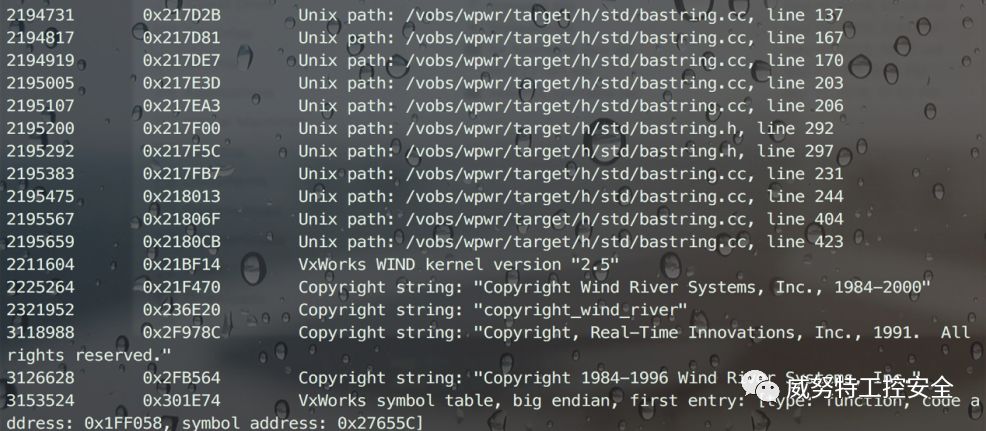 2194731       0x217D2B        Unix path: /vobs/wpwr/target/h/std/bastring.cc, line 137
2194817       0x217D81        Unix path: /vobs/wpwr/target/h/std/bastring.cc, line 167
2194919       0x217DE7        Unix path: /vobs/wpwr/target/h/std/bastring.cc, line 170
2195005       0x217E3D        Unix path: /vobs/wpwr/target/h/std/bastring.cc, line 203
2195107       0x217EA3        Unix path: /vobs/wpwr/target/h/std/bastring.cc, line 206
2195200       0x217F00        Unix path: /vobs/wpwr/target/h/std/bastring.h, line 292
2195292       0x217F5C        Unix path: /vobs/wpwr/target/h/std/bastring.h, line 297
2195383       0x217FB7        Unix path: /vobs/wpwr/target/h/std/bastring.cc, line 231
2195475       0x218013        Unix path: /vobs/wpwr/target/h/std/bastring.cc, line 244
2195567       0x21806F        Unix path: /vobs/wpwr/target/h/std/bastring.cc, line 404
2195659       0x2180CB        Unix path: /vobs/wpwr/target/h/std/bastring.cc, line 423
2211604       0x21BF14        VxWorks WIND kernel version "2.5"
2225264       0x21F470        Copyright string: "Copyright Wind River Systems, Inc., 1984-2000"
2321952       0x236E20        Copyright string: "copyright_wind_river"
3118988       0x2F978C        Copyright string: "Copyright, Real-Time Innovations, Inc., 1991.  All
rights reserved."
3126628       0x2FB564        Copyright string: "Copyright 1984-1996 Wind River Systems, Inc."
3153524       0x301E74        VxWorks symbol table, big endian, first entry: [type: function, code a
ddress: 0x1FF058, symbol address: 0x27655C]
威努特工控安全